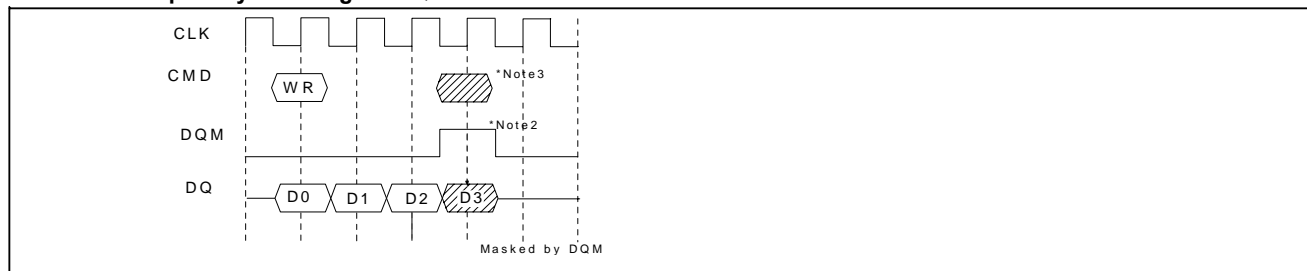 CLK
CMD WR *Note3
DQM *Note2
DQ D0 D1 D2 D3
Masked by DQM